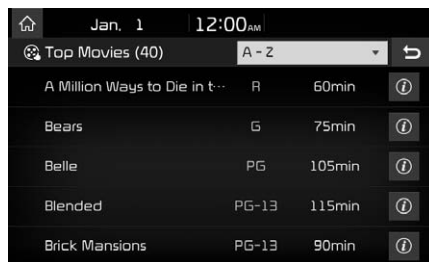 Jan. 1 12:00AM
Top Movies (40) A - Z
A Million Ways to Die in t··· R 60min
Bears G 75min
Belle PG 105min
Blended PG-13 115min
Brick Mansions PG-13 90min